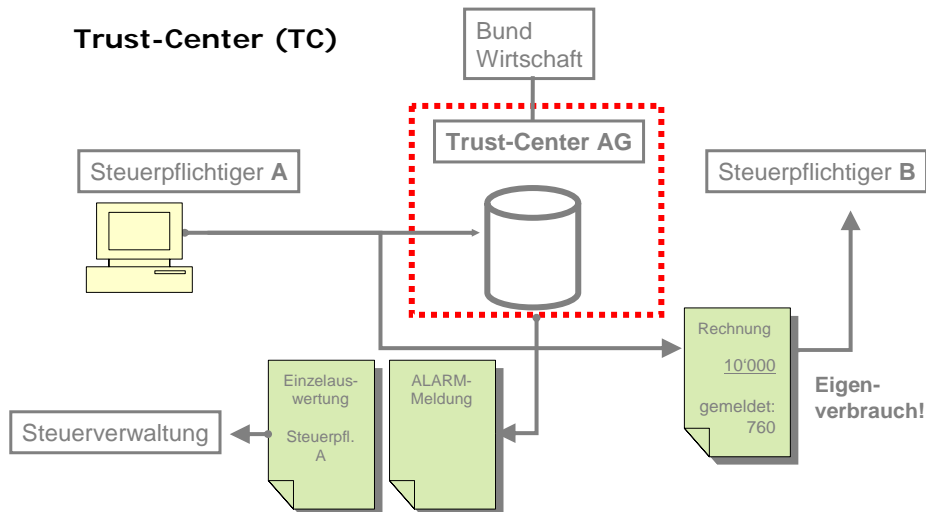 Trust-Center (TC)
Bund
Wirtschaft
Trust-Center AG
Steuerpflichtiger A
Steuerpflichtiger B
Rechnung
10'000
gemeldet:
760
Eigen-
verbrauch!
Einzelaus-
wertung
Steuerpfl.
A
ALARM-
Meldung
Steuerverwaltung